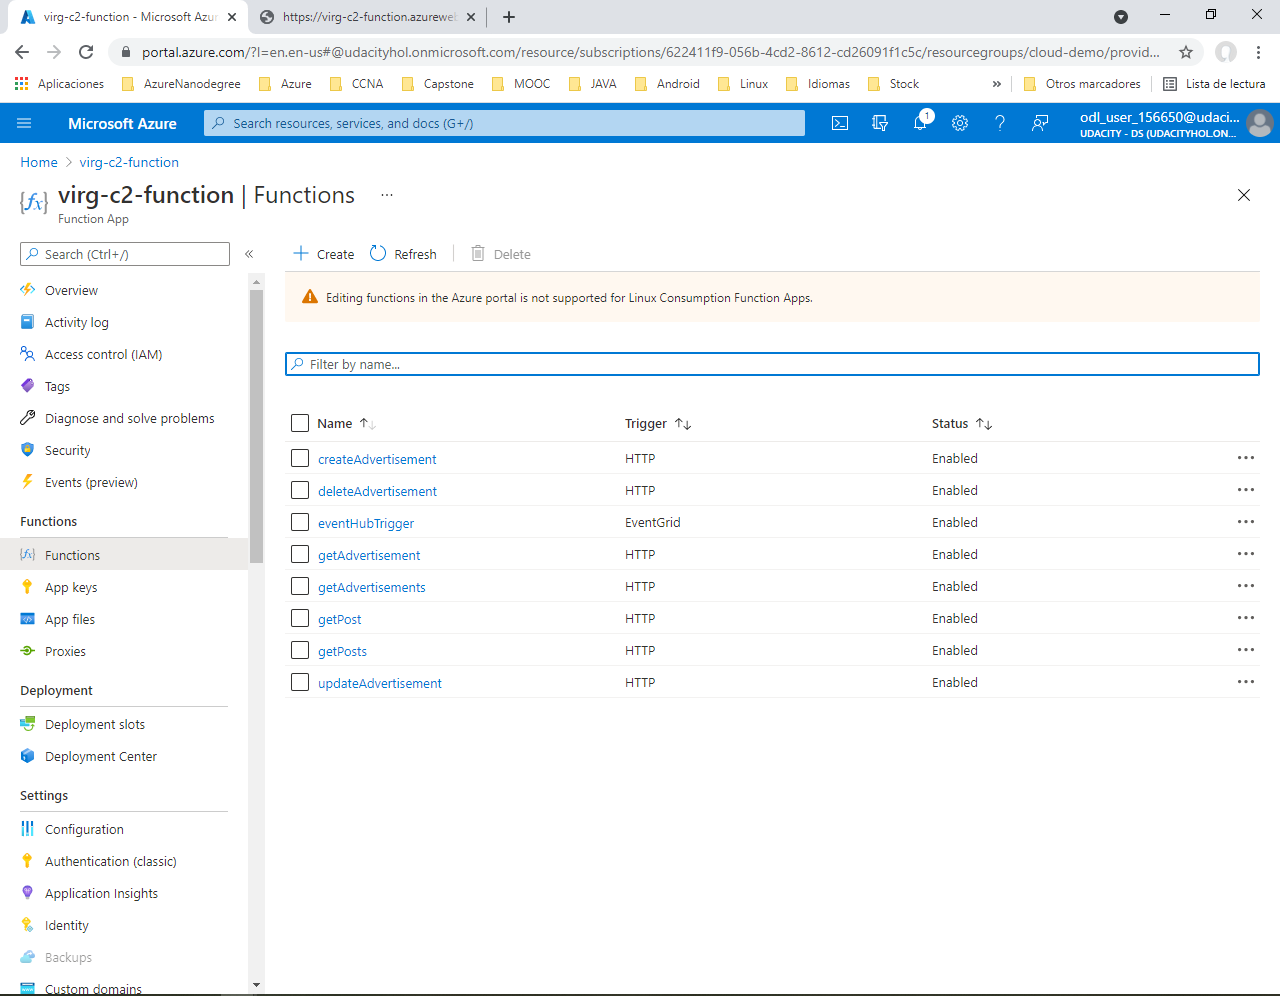 virg-c2-function - Microsoft Azur
https://virg-c2-function.azurewe
portal.azure.com/?l=en.en-us#@udacityhol.onmicrosoft.com/resource/subscriptions/622411f9-056b-4cd2-8612-cd26091f1c5c/resourcegroups/cloud-demo/provid...
Aplicaciones AzureNanodegree Azure CCNA Capstone MOOC JAVA Android Linux Idiomas Stock » Otros marcadores Lista de lectura
Microsoft Azure
Search resources, services, and docs (G+/)
1
odl_user_156650@udaci...
UDACITY - DS (UDACITYHOL.ON...
Home > virg-c2-function
virg-c2-function | Functions ...
Function App
Search (Ctrl+/) «
Overview
Activity log
Access control (IAM)
Tags
Diagnose and solve problems
Security
Events (preview)
Functions
Functions
App keys
App files
Proxies
Deployment
Deployment slots
Deployment Center
Settings
Configuration
Authentication (classic)
Application Insights
Identity
Backups
Custom domains
Create Refresh Delete
Editing functions in the Azure portal is not supported for Linux Consumption Function Apps.
Filter by name...
Name Trigger Status
createAdvertisement HTTP Enabled
deleteAdvertisement HTTP Enabled
eventHubTrigger EventGrid Enabled
getAdvertisement HTTP Enabled
getAdvertisements HTTP Enabled
getPost HTTP Enabled
getPosts HTTP Enabled
updateAdvertisement HTTP Enabled